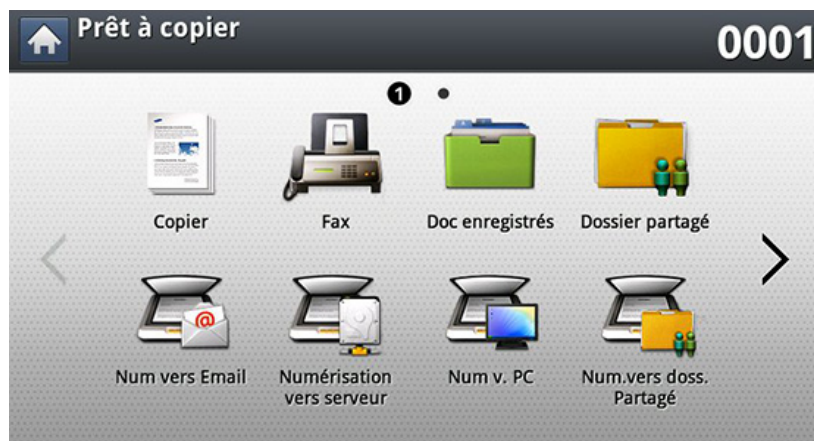 Prêt à copier
0001
1
Copier
Fax
Doc enregistrés
Dossier partagé
Num vers Email
Numérisation
vers serveur
Num v. PC
Num.vers doss.
Partagé